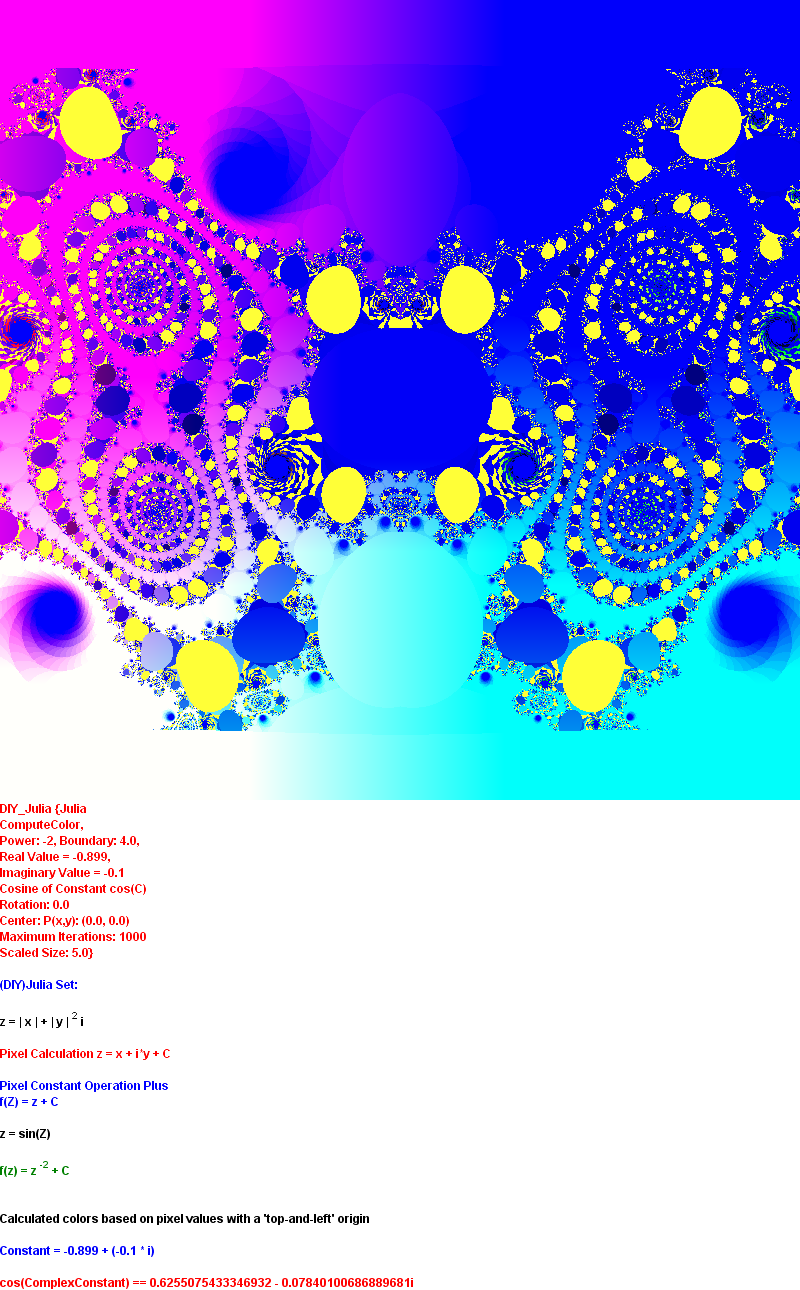 DIY_Julia {Julia
ComputeColor,
Power: -2, Boundary: 4.0,
Real Value = -0.899,
Imaginary Value = -0.1
Cosine of Constant cos(C)
Rotation: 0.0
Center: P(x,y): (0.0, 0.0)
Maximum Iterations: 1000
Scaled Size: 5.0}
(DIY)Julia Set:
z = | x | + | y | 2 i
Pixel Calculation z = x + i*y + C
Pixel Constant Operation Plus
f(Z) = z + C
z = sin(Z)
f(z) = z -2 + C
Calculated colors based on pixel values with a 'top-and-left' origin
Constant = -0.899 + (-0.1 * i)
cos(ComplexConstant) == 0.6255075433346932 - 0.07840100686889681i